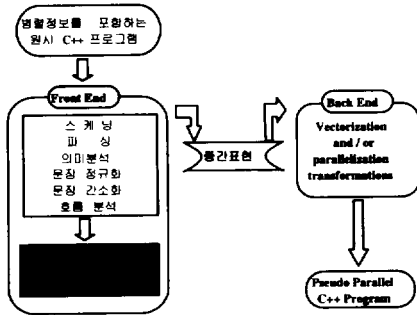 병렬정보를 포함하는
원시 C++ 프로그램
Front End
스 케 닝
파 싱
의미분석
문장 정규화
문장 간소화
흐름 분석
중간표현
Back End
Vectorization
and / or
parallelization
transformations
Pseudo Parallel
C++ Program